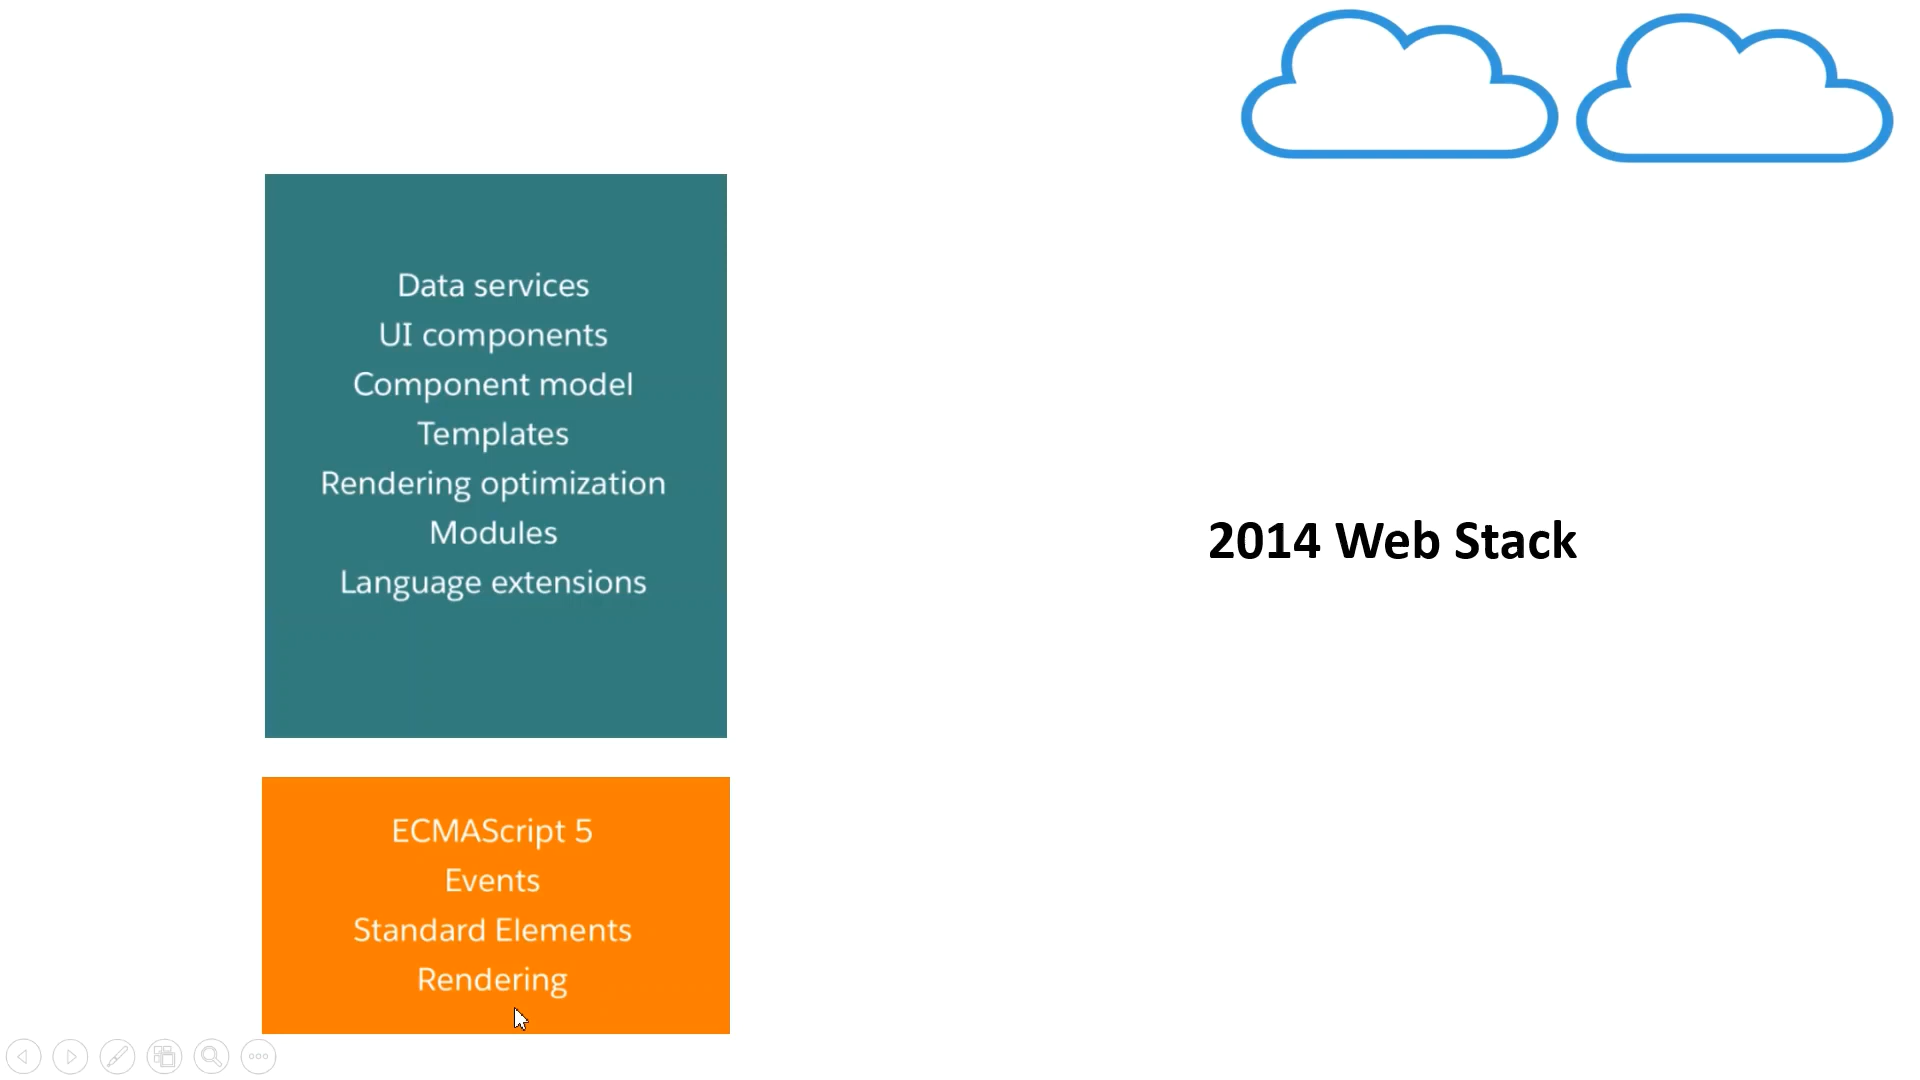 Data services
UI components
Component model
Templates
Rendering optimization
Modules
Language extensions
2014 Web Stack
ECMAScript 5
Events
Standard Elements
Rendering